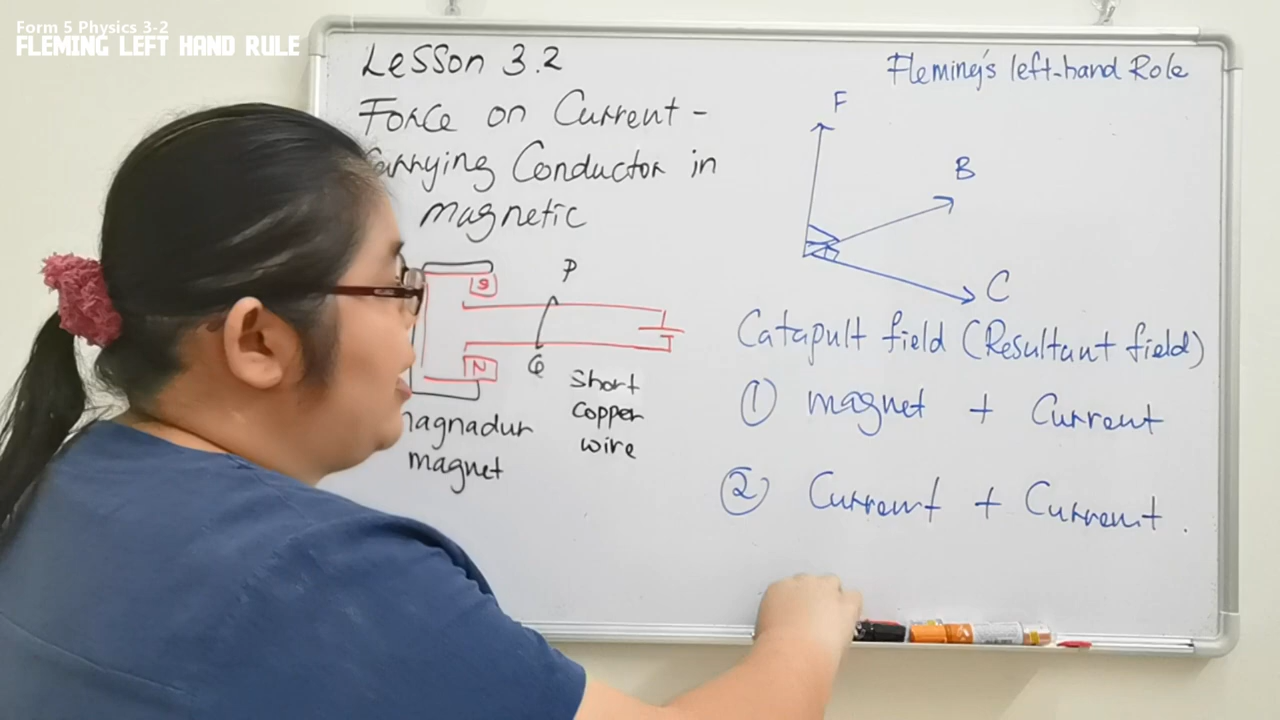 Form 5 Physics 3-2
FLEMING LEFT HAND RULE
Lesson 3.2
Force on Current-
Carrying Conductor in
magnetic
S
P
N
Q
magnadur
magnet
Short
Copper
wire
Fleming's left-hand Role
F
B
C
Catapult field (Resultant field)
① magnet + Current
② Current + Current.